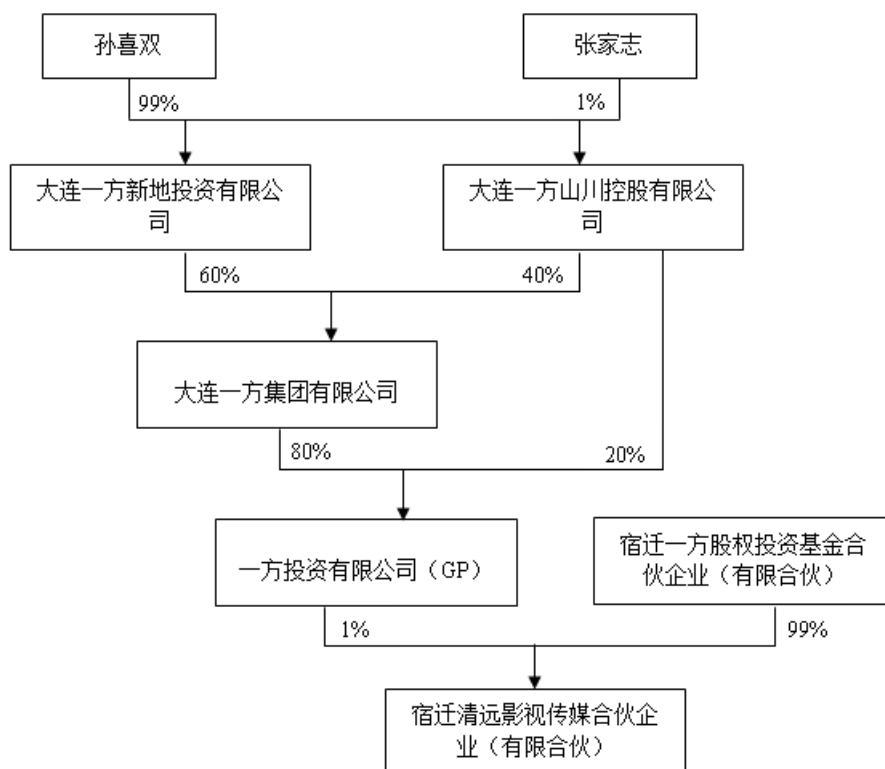 孙喜双
张家志
99%
1%
大连一方新地投资有限公
司
大连一方山川控股有限公
司
60%
40%
大连一方集团有限公司
80%
20%
一方投资有限公司（GP）
宿迁一方股权投资基金合
伙企业（有限合伙）
1%
99%
宿迁清远影视传媒合伙企
业（有限合伙）